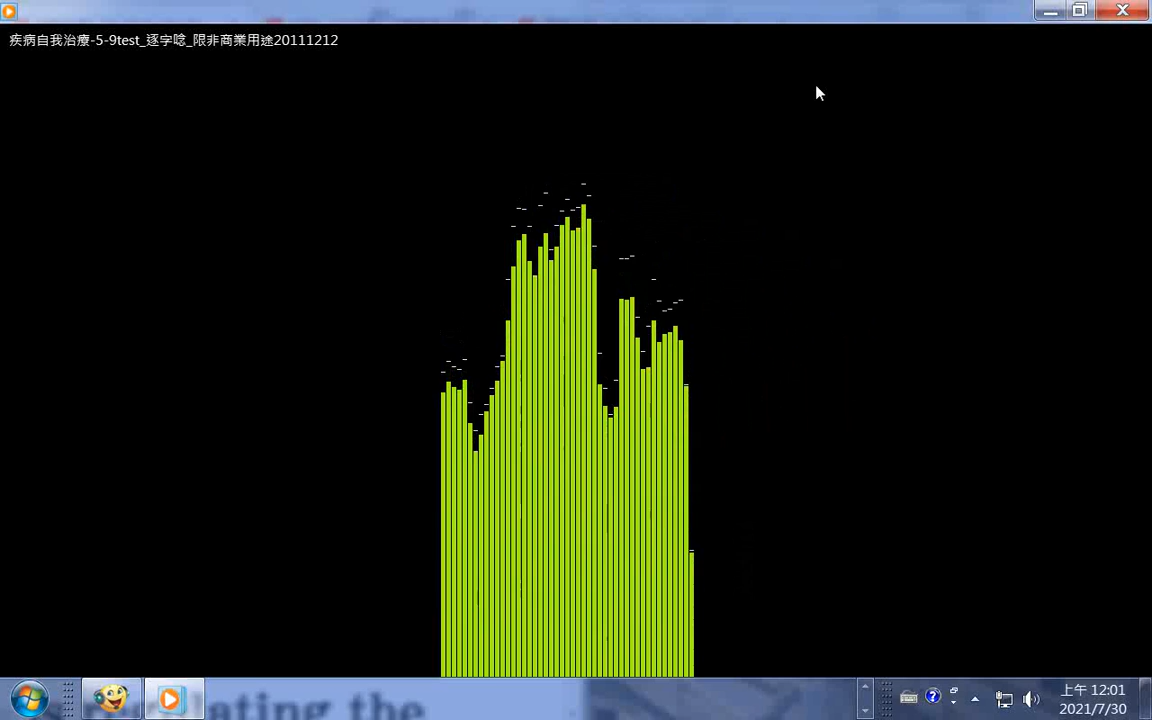 疾病自我治療-5-9test_逐字唸_限非商業用途20111212
ating the
上午 12:01
2021/7/30